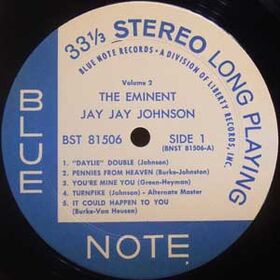 33⅓ STEREO LONG PLAYING
BLUE NOTE RECORDS • A DIVISION OF LIBERTY RECORDS, INC.
Volume 2
THE EMINENT
JAY JAY JOHNSON
BST 81506 SIDE 1
(BNST 81506-A)
1. "DAYLIE" DOUBLE (Johnson)
2. PENNIES FROM HEAVEN (Burke-Johnston)
3. YOU'RE MINE YOU (Green-Heyman)
4. TURNPIKE (Johnson) - Alternate Master
5. IT COULD HAPPEN TO YOU
(Burke-Van Heusen)
BLUE
NOTE